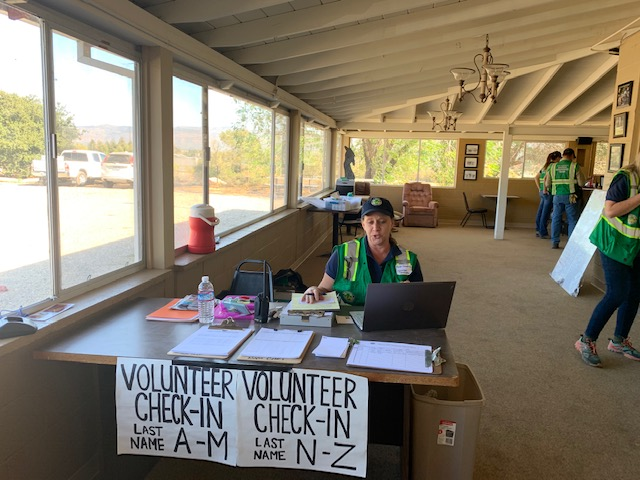 VOLUNTEER
CHECK-IN
LAST
NAME A-M
VOLUNTEER
CHECK-IN
LAST
NAME N-Z